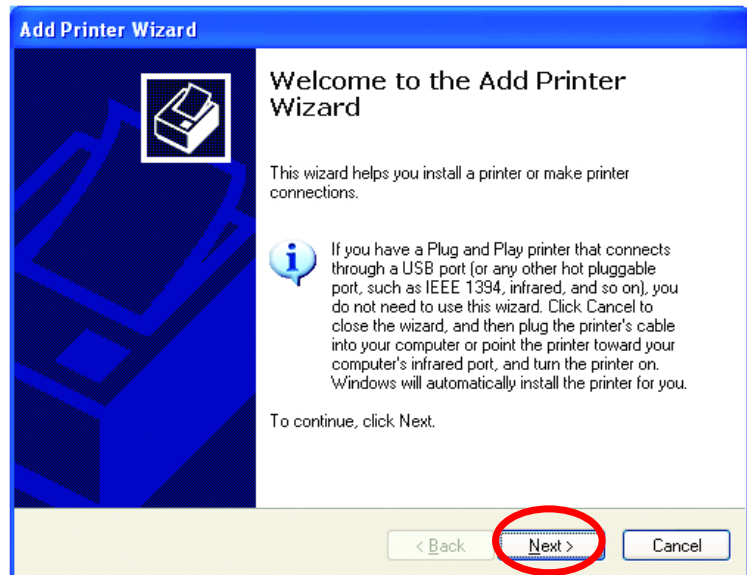 Add Printer Wizard
Welcome to the Add Printer
Wizard
This wizard helps you install a printer or make printer
connections.
If you have a Plug and Play printer that connects
through a USB port (or any other hot pluggable
port, such as IEEE 1394, infrared, and so on), you
do not need to use this wizard. Click Cancel to
close the wizard, and then plug the printer's cable
into your computer or point the printer toward your
computer's infrared port, and turn the printer on.
Windows will automatically install the printer for you.
To continue, click Next.
< Back Next > Cancel